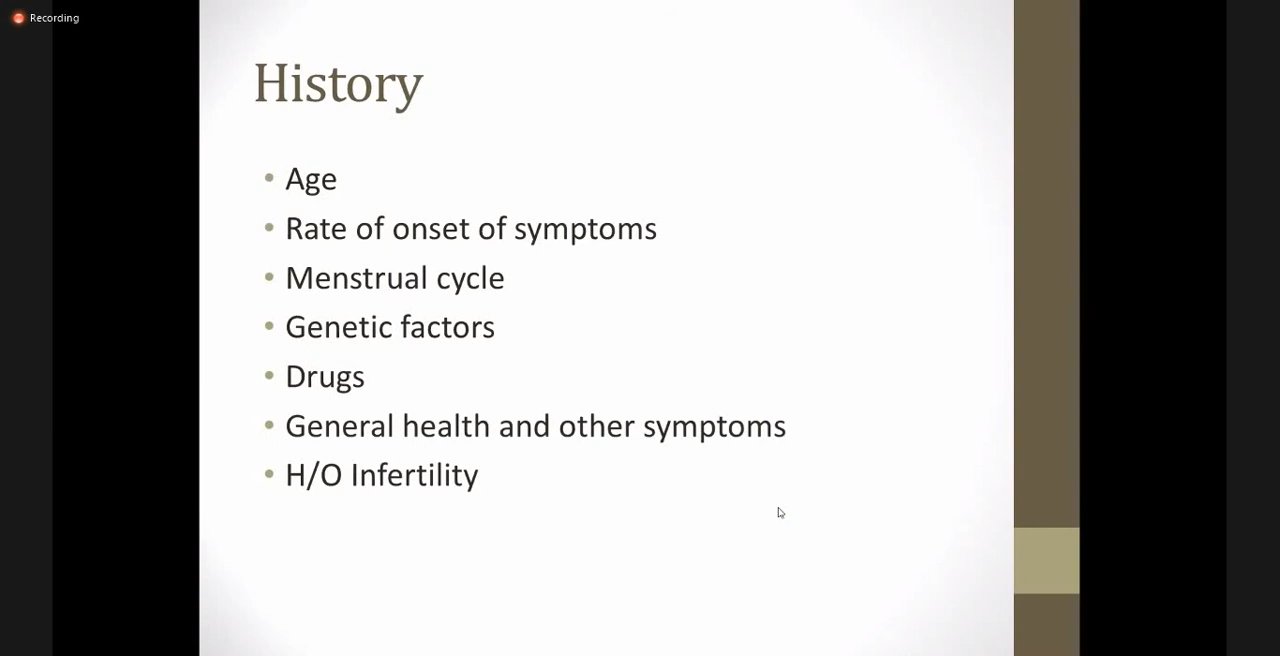 Recording
History
• Age
• Rate of onset of symptoms
• Menstrual cycle
• Genetic factors
• Drugs
• General health and other symptoms
• H/O Infertility